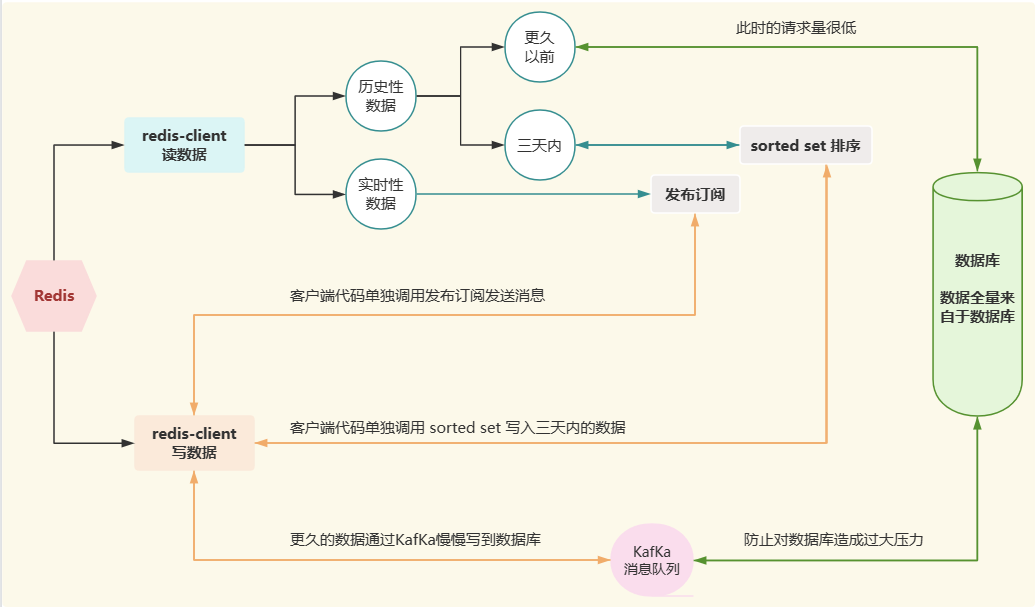 此时的请求量很低
更久
以前
历史性
数据
redis-client
读数据
三天内
sorted set 排序
实时性
数据
发布订阅
数据库
数据全量来
自于数据库
Redis
客户端代码单独调用发布订阅发送消息
redis-client
写数据
客户端代码单独调用 sorted set 写入三天内的数据
更久的数据通过KafKa慢慢写到数据库
KafKa
消息队列
防止对数据库造成过大压力